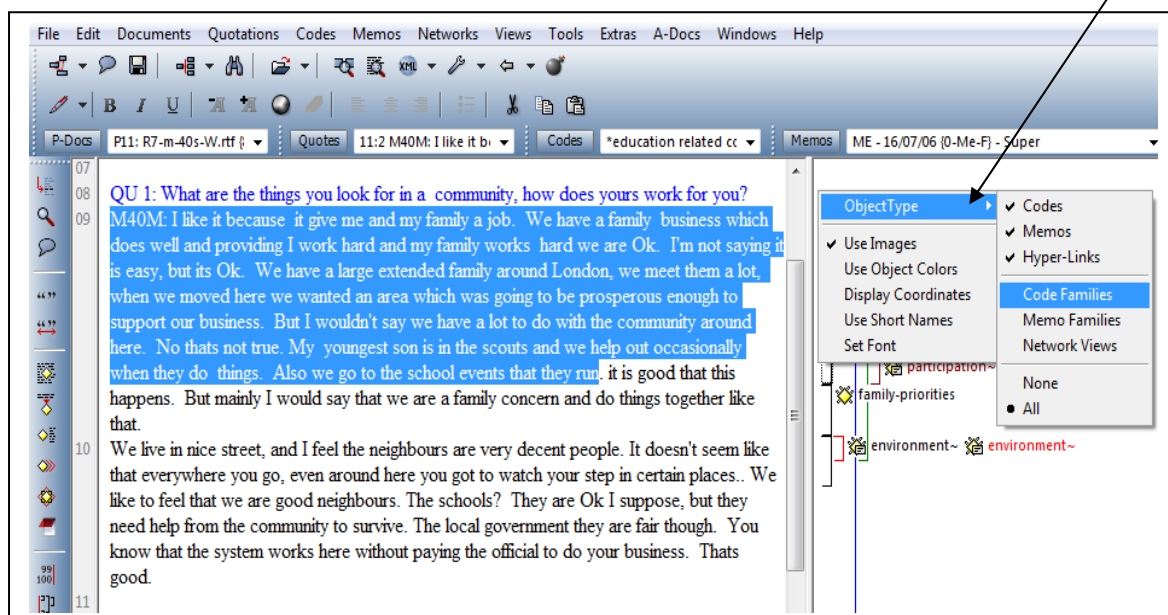 File Edit Documents Quotations Codes Memos Networks Views Tools Extras A-Docs Windows Help
XML
B I U A A
P-Docs P11: R7-m-40s-W.rtf { Quotes 11:2 M40M: I like it b Codes *education related cc Memos ME - 16/07/06 {0-Me-F} - Super
07
08 QU 1: What are the things you look for in a community, how does yours work for you?
09 M40M: I like it because it give me and my family a job. We have a family business which
does well and providing I work hard and my family works hard we are Ok. I'm not saying it
is easy, but its Ok. We have a large extended family around London, we meet them a lot,
when we moved here we wanted an area which was going to be prosperous enough to
support our business. But I wouldn't say we have a lot to do with the community around
here. No thats not true. My youngest son is in the scouts and we help out occasionally
when they do things. Also we go to the school events that they run. it is good that this
happens. But mainly I would say that we are a family concern and do things together like
that.
10 We live in nice street, and I feel the neighbours are very decent people. It doesn't seem like
that everywhere you go, even around here you got to watch your step in certain places.. We
like to feel that we are good neighbours. The schools? They are Ok I suppose, but they
need help from the community to survive. The local government they are fair though. You
know that the system works here without paying the official to do your business. Thats
good.
11
99
100
ObjectType
Use Images
Use Object Colors
Display Coordinates
Use Short Names
Set Font
Codes
Memos
Hyper-Links
Code Families
Memo Families
Network Views
None
All
participation~
family-priorities
environment~ environment~